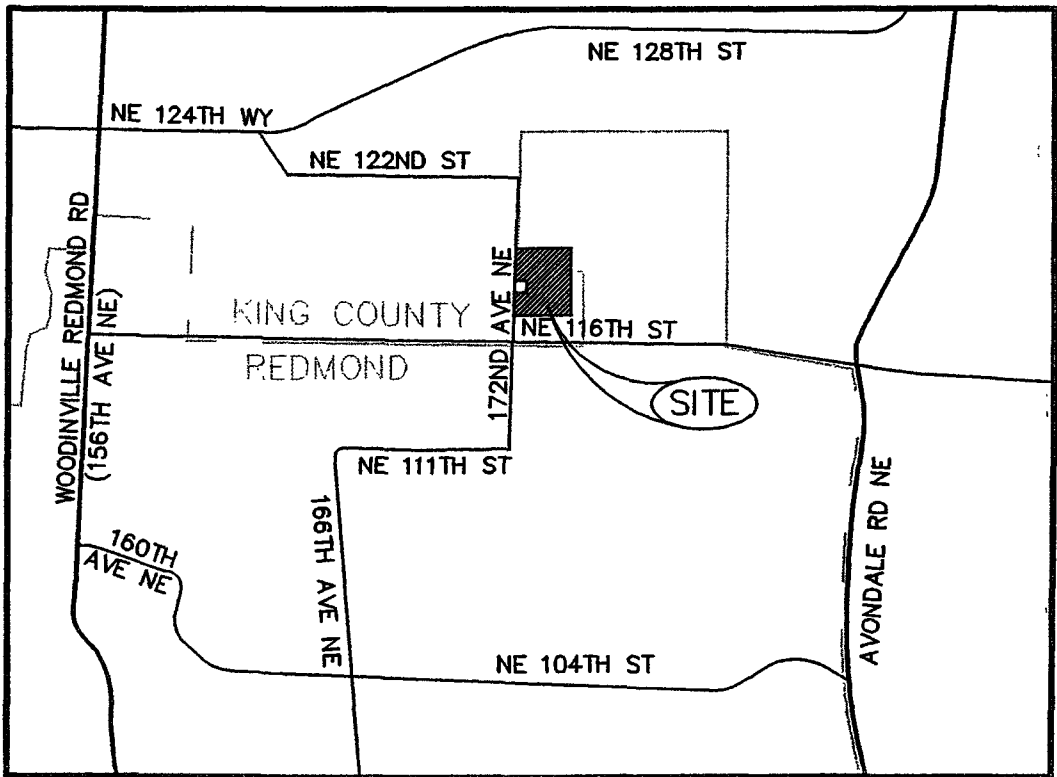 NE 128TH ST
NE 124TH WY
NE 122ND ST
WOODINVILLE REDMOND RD
(156TH AVE NE)
KING COUNTY
REDMOND
172ND AVE NE
NE 116TH ST
SITE
NE 111TH ST
166TH AVE NE
160TH
AVE NE
NE 104TH ST
AVONDALE RD NE